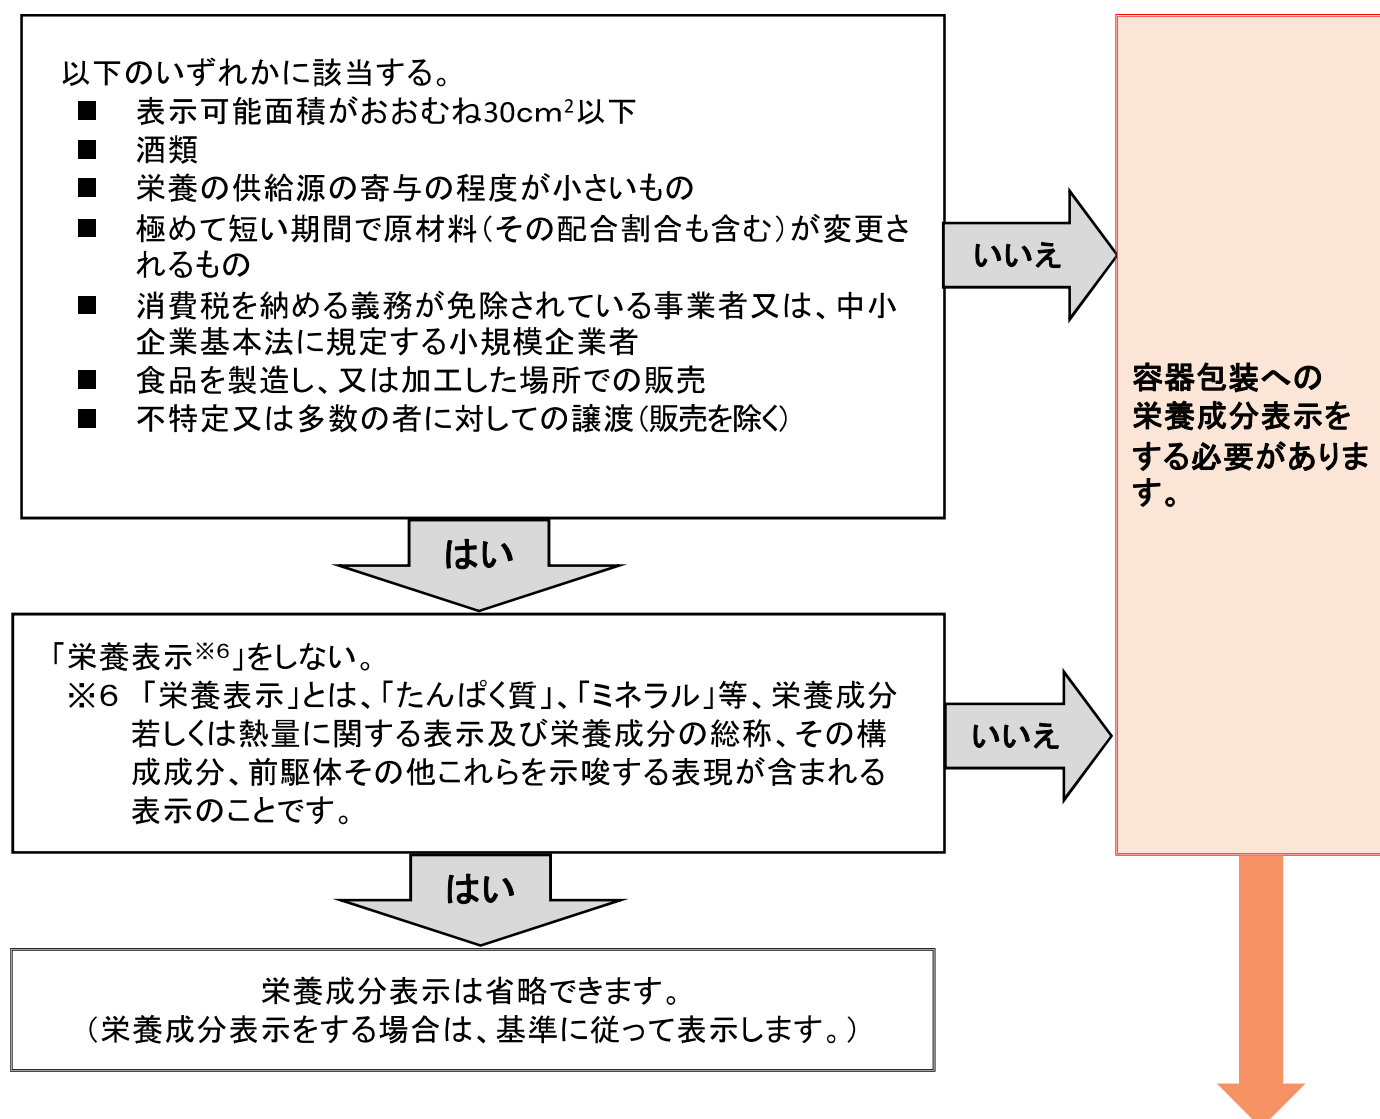 以下のいずれかに該当する。
■ 表示可能面積がおおむね30cm²以下
■ 酒類
■ 栄養の供給源の寄与の程度が小さいもの
■ 極めて短い期間で原材料(その配合割合も含む)が変更さ
れるもの
■ 消費税を納める義務が免除されている事業者又は、中小
企業基本法に規定する小規模企業者
■ 食品を製造し、又は加工した場所での販売
■ 不特定又は多数の者に対しての譲渡(販売を除く)
いいえ
はい
「栄養表示※6」をしない。
※6 「栄養表示」とは、「たんぱく質」、「ミネラル」等、栄養成分
若しくは熱量に関する表示及び栄養成分の総称、その構
成成分、前駆体その他これらを示唆する表現が含まれる
表示のことです。
いいえ
はい
栄養成分表示は省略できます。
(栄養成分表示をする場合は、基準に従って表示します。)
容器包装への
栄養成分表示を
する必要がありま
す。